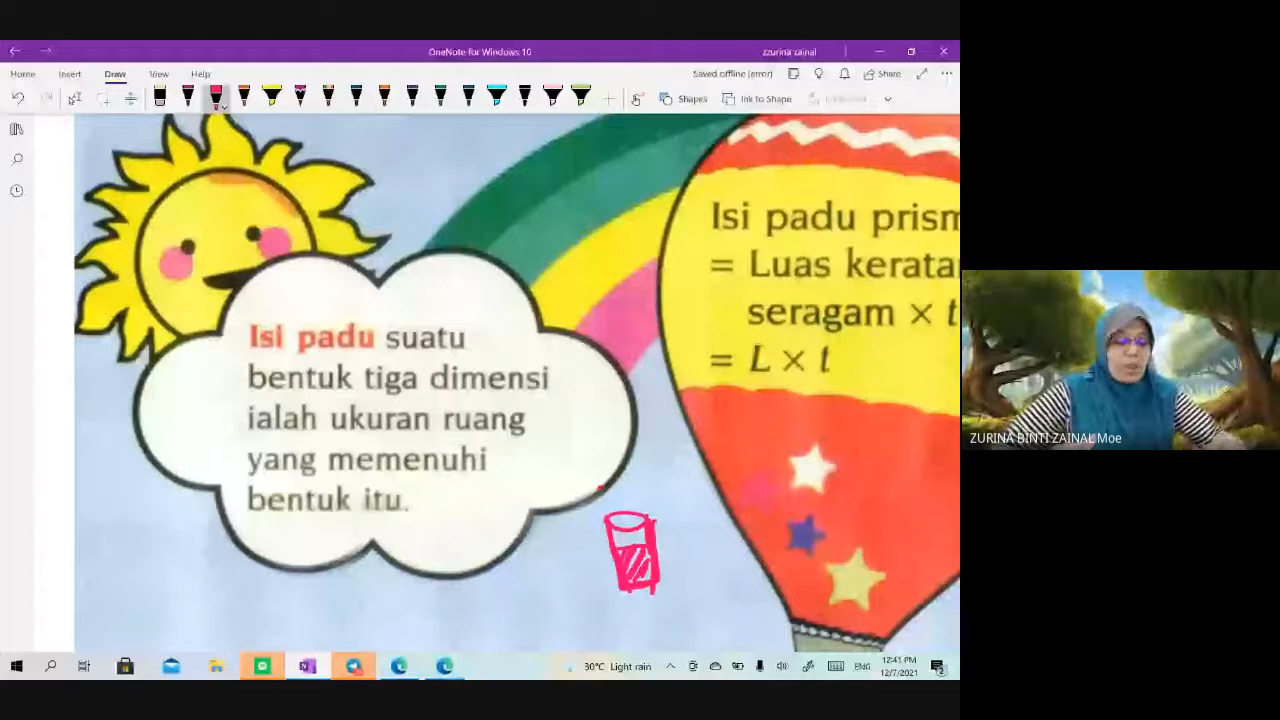 OneNote for Windows 10
zzurina zainal
Home
Insert
Draw
View
Help
Saved offline (error)
Share
Shapes
Ink to Shape
Isi padu suatu
bentuk tiga dimensi
ialah ukuran ruang
yang memenuhi
bentuk itu.
Isi padu prism
= Luas kerata
seragam × t
= L × t
ZURINA BINTI ZAINAL Moe
30°C Light rain
ENG
12:41 PM
12/7/2021